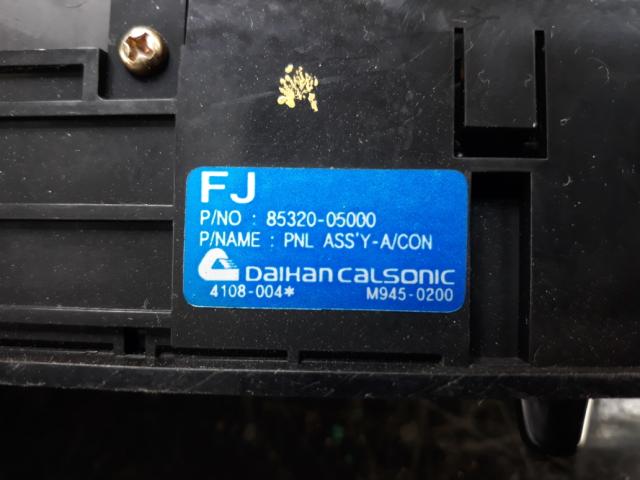 FJ
P/NO : 85320-05000
P/NAME : PNL ASS'Y-A/CON
DAIHAN CALSONIC
4108-004* M945-0200